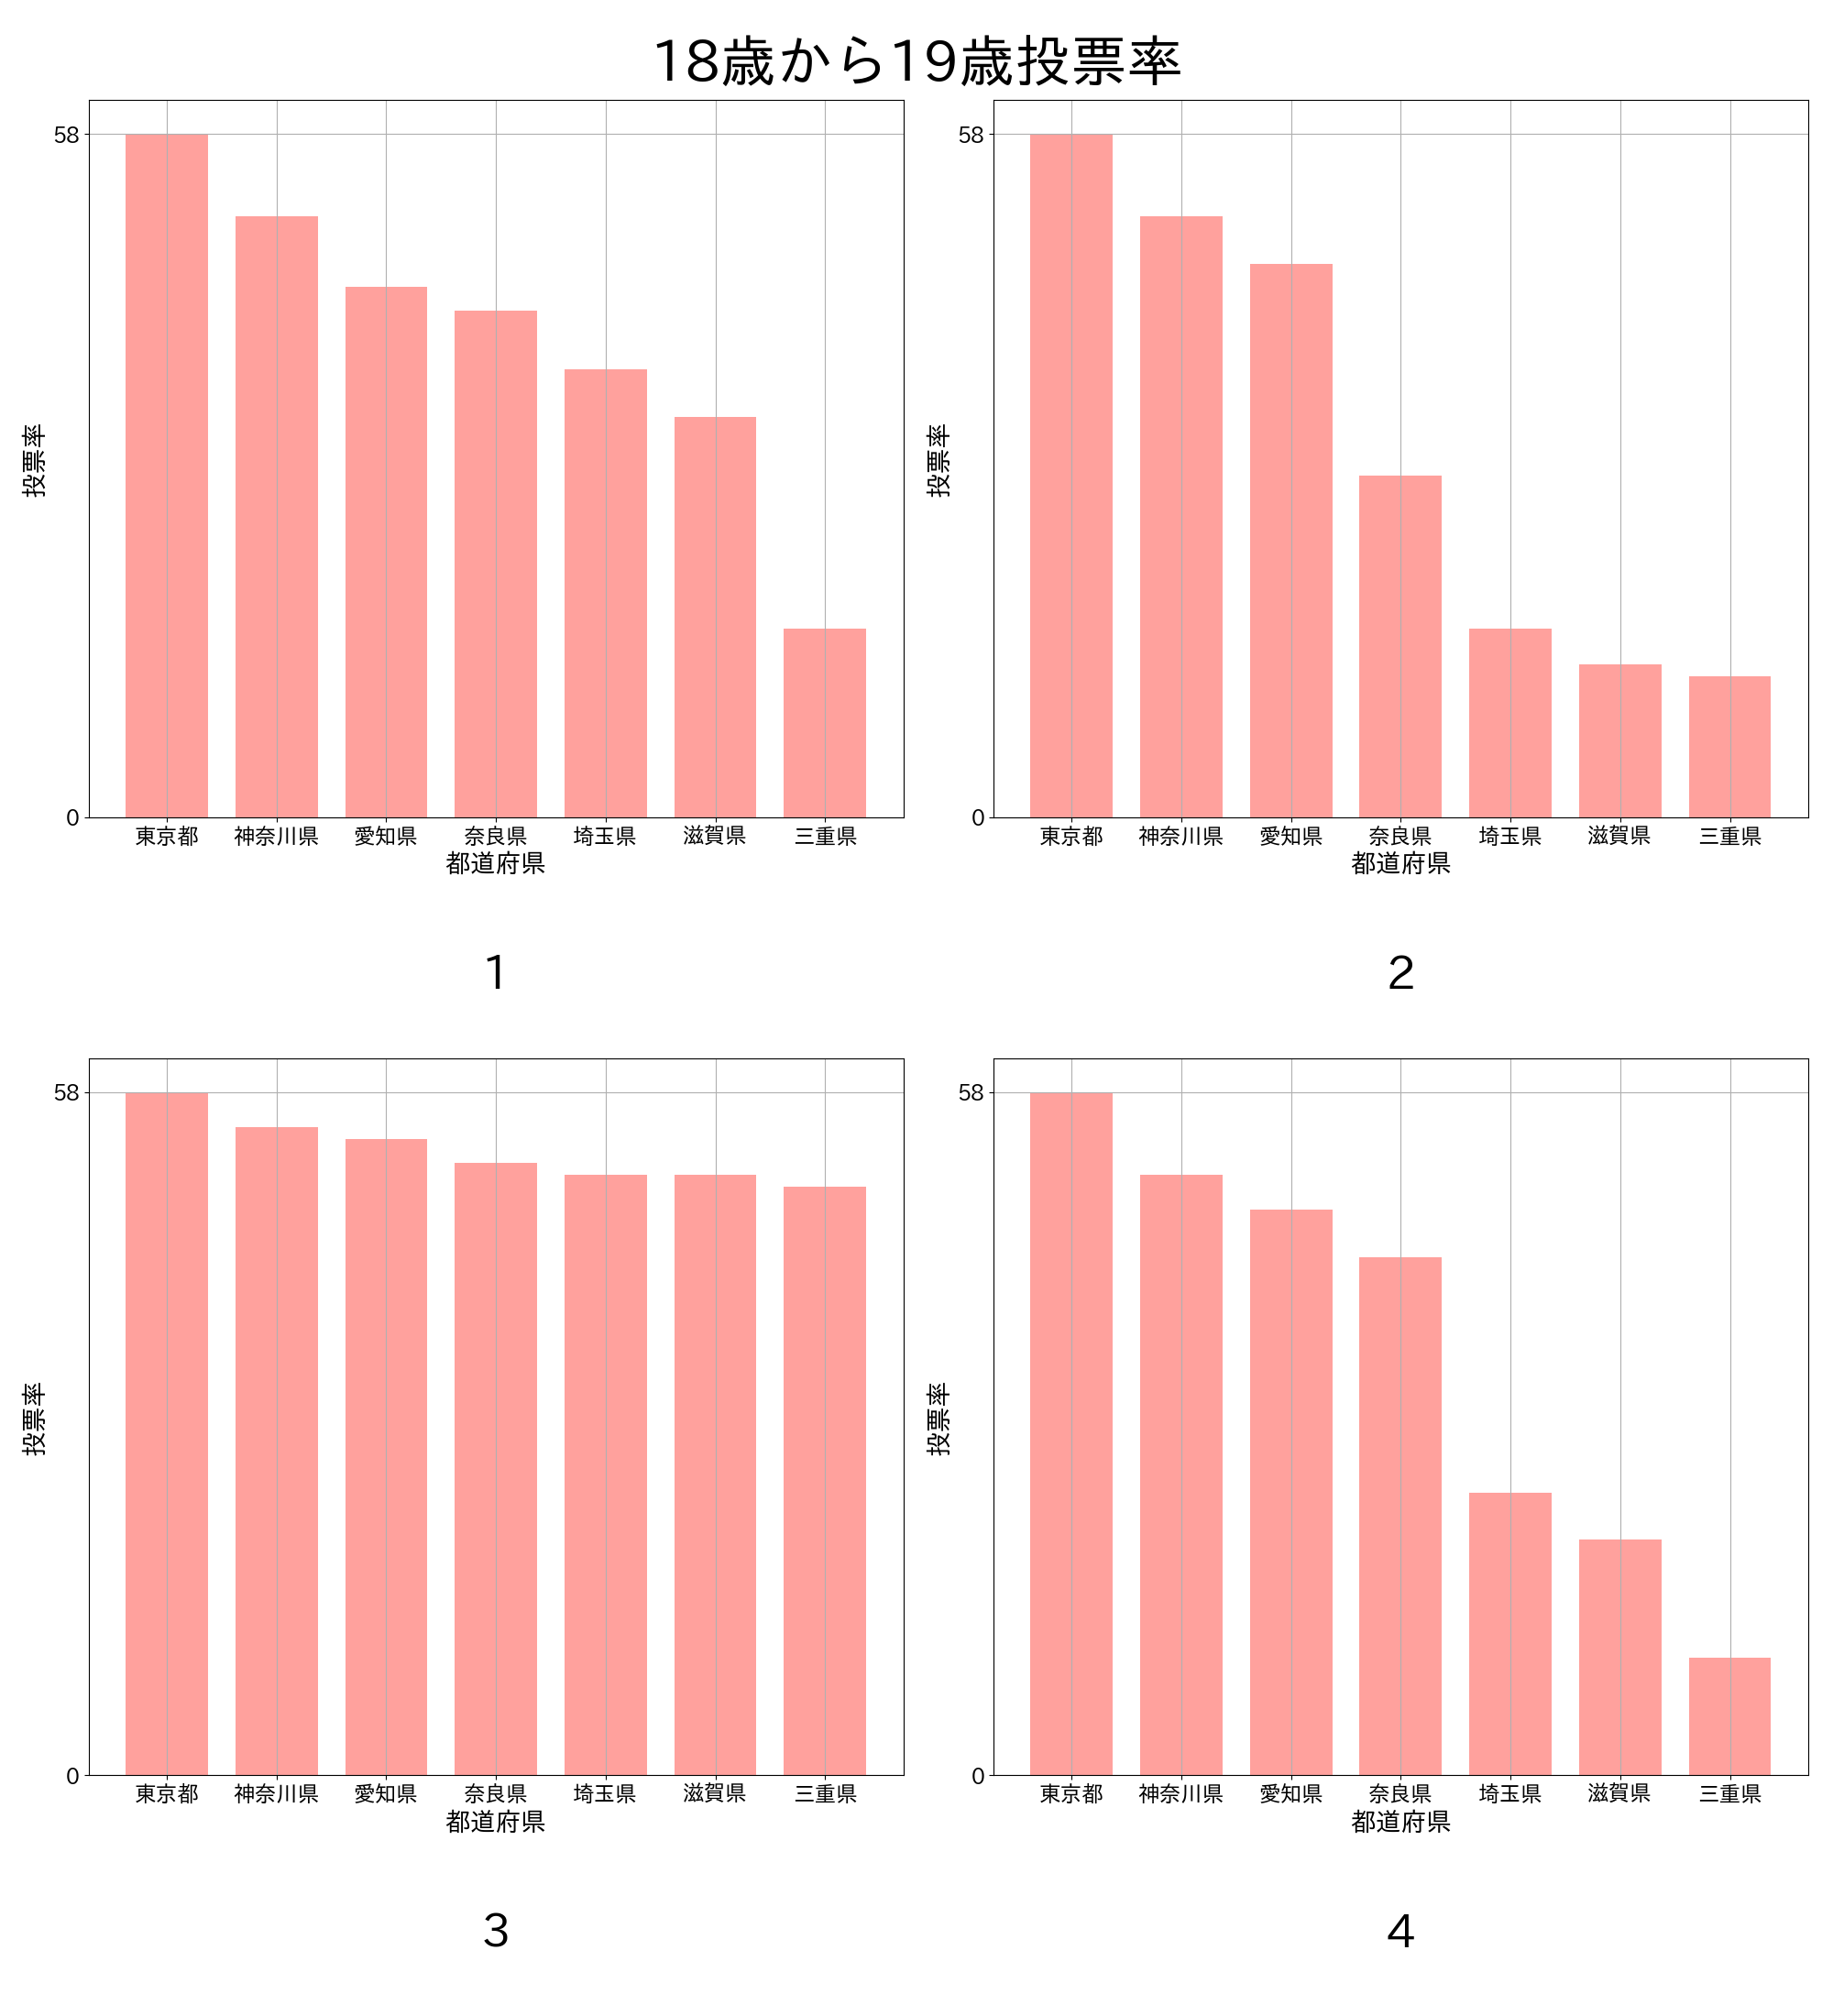 18歳から19歳投票率
58
0
投票率
東京都 神奈川県 愛知県 奈良県 埼玉県 滋賀県 三重県
都道府県
1
58
0
投票率
東京都 神奈川県 愛知県 奈良県 埼玉県 滋賀県 三重県
都道府県
2
58
0
投票率
東京都 神奈川県 愛知県 奈良県 埼玉県 滋賀県 三重県
都道府県
3
58
0
投票率
東京都 神奈川県 愛知県 奈良県 埼玉県 滋賀県 三重県
都道府県
4